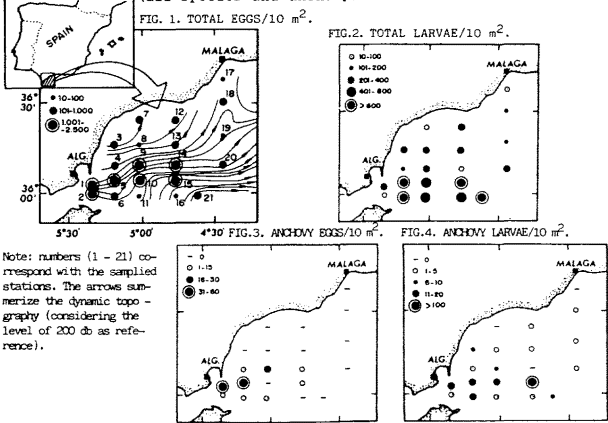 FIG. 1. TOTAL EGGS/10 m².
SPAIN
MALAGA
36°
30'
10-100
101-1.000
1.001-
-2.500
ALG.
36°
00'
1
2
3
4
5
6
7
8
9
10
11
12
13
14
15
16
17
18
19
20
21
5°30
5°00
4°30
FIG.2. TOTAL LARVAE/10 m².
MALAGA
10-100
101-200
201-400
401-600
>600
ALG.
Note: numbers (1 - 21) co-
rrespond with the samplied
stations. The arrows sum-
merize the dynamic topo -
graphy (considering the
level of 200 db as refe-
rence).
FIG.3. ANCHOVY EGGS/10 m².
- 0
1-15
16-30
31-60
MALAGA
ALG.
FIG.4. ANCHOVY LARVAE/10 m².
- 0
1-5
6-10
11-20
>100
MALAGA
ALG.